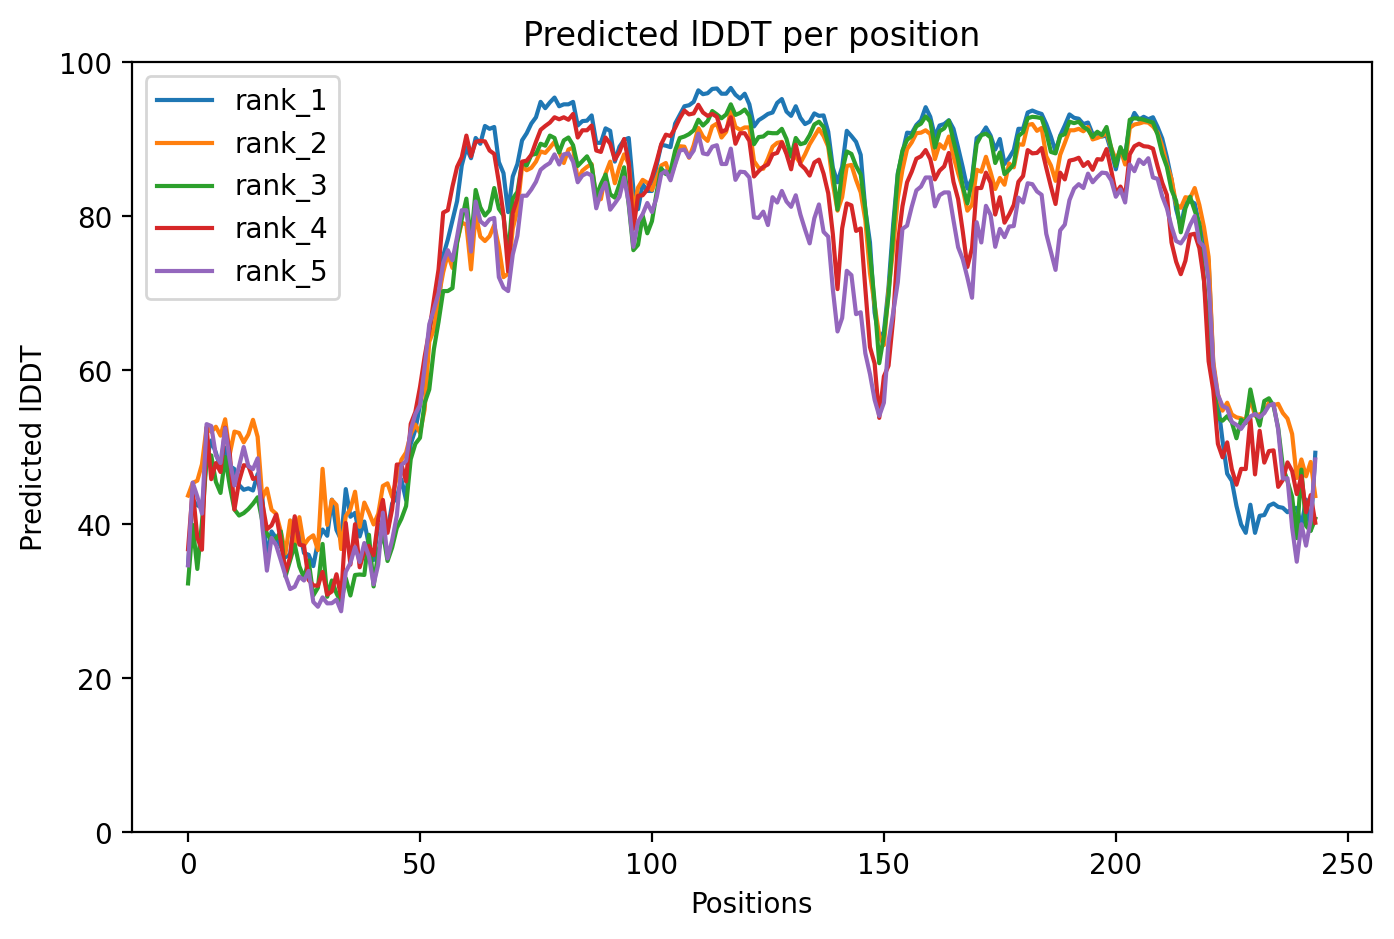 Predicted lDDT per position
100
80
60
40
20
0
Predicted lDDT
rank_1
rank_2
rank_3
rank_4
rank_5
0 50 100 150 200 250
Positions